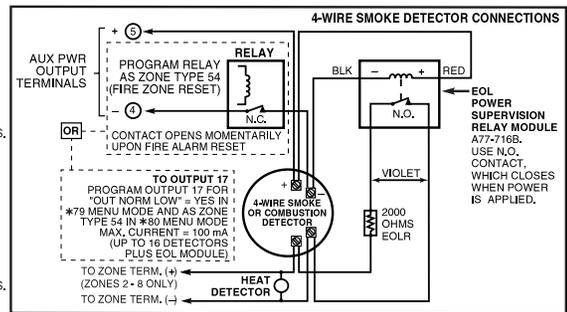 4-WIRE SMOKE DETECTOR CONNECTIONS
+ 5
AUX PWR
OUTPUT
TERMINALS
- 4
RELAY
PROGRAM RELAY
AS ZONE TYPE 54
(FIRE ZONE RESET)
N.C.
CONTACT OPENS MOMENTARILY
UPON FIRE ALARM RESET
OR
TO OUTPUT 17
PROGRAM OUTPUT 17 FOR
"OUT NORM LOW" = YES IN
*79 MENU MODE AND AS ZONE
TYPE 54 IN *80 MENU MODE
MAX. CURRENT = 100 mA
(UP TO 16 DETECTORS
PLUS EOL MODULE)
+ –
4-WIRE SMOKE
OR COMBUSTION
DETECTOR
BLK – + RED
N.O.
EOL
POWER
SUPERVISION
RELAY MODULE
A77-716B.
USE N.O.
CONTACT,
WHICH CLOSES
WHEN POWER
IS APPLIED.
VIOLET
2000
OHMS
EOLR
TO ZONE TERM. (+)
(ZONES 2 - 8 ONLY)
TO ZONE TERM. (–)
HEAT
DETECTOR
s.
s.